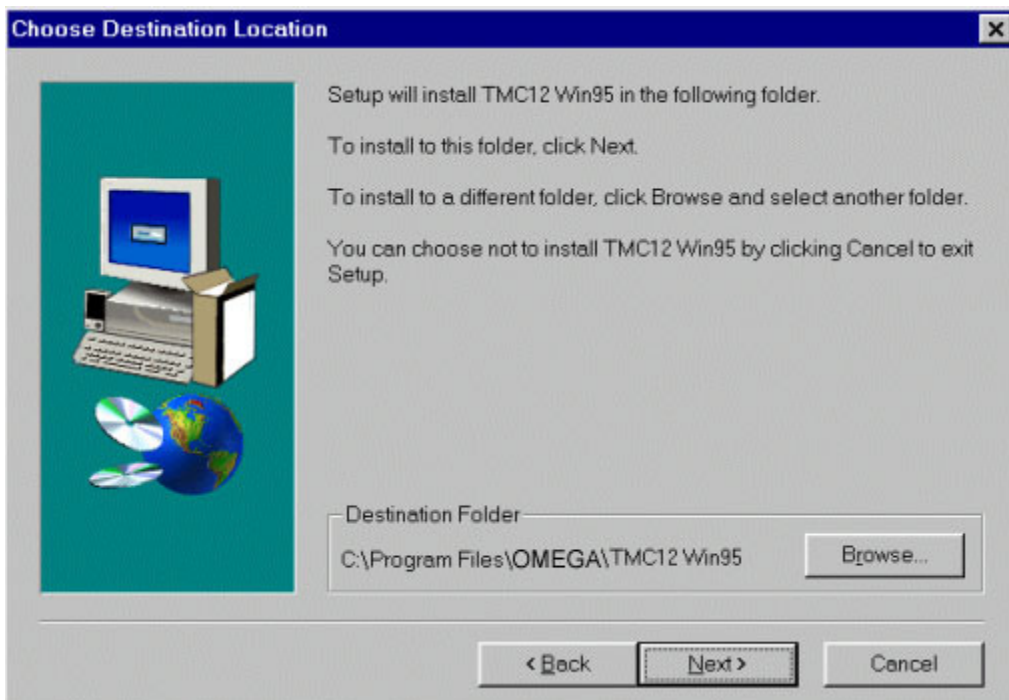 Choose Destination Location
Setup will install TMC12 Win95 in the following folder.
To install to this folder, click Next.
To install to a different folder, click Browse and select another folder.
You can choose not to install TMC12 Win95 by clicking Cancel to exit
Setup.
Destination Folder
C:\Program Files\OMEGA\TMC12 Win95
Browse...
< Back
Next >
Cancel